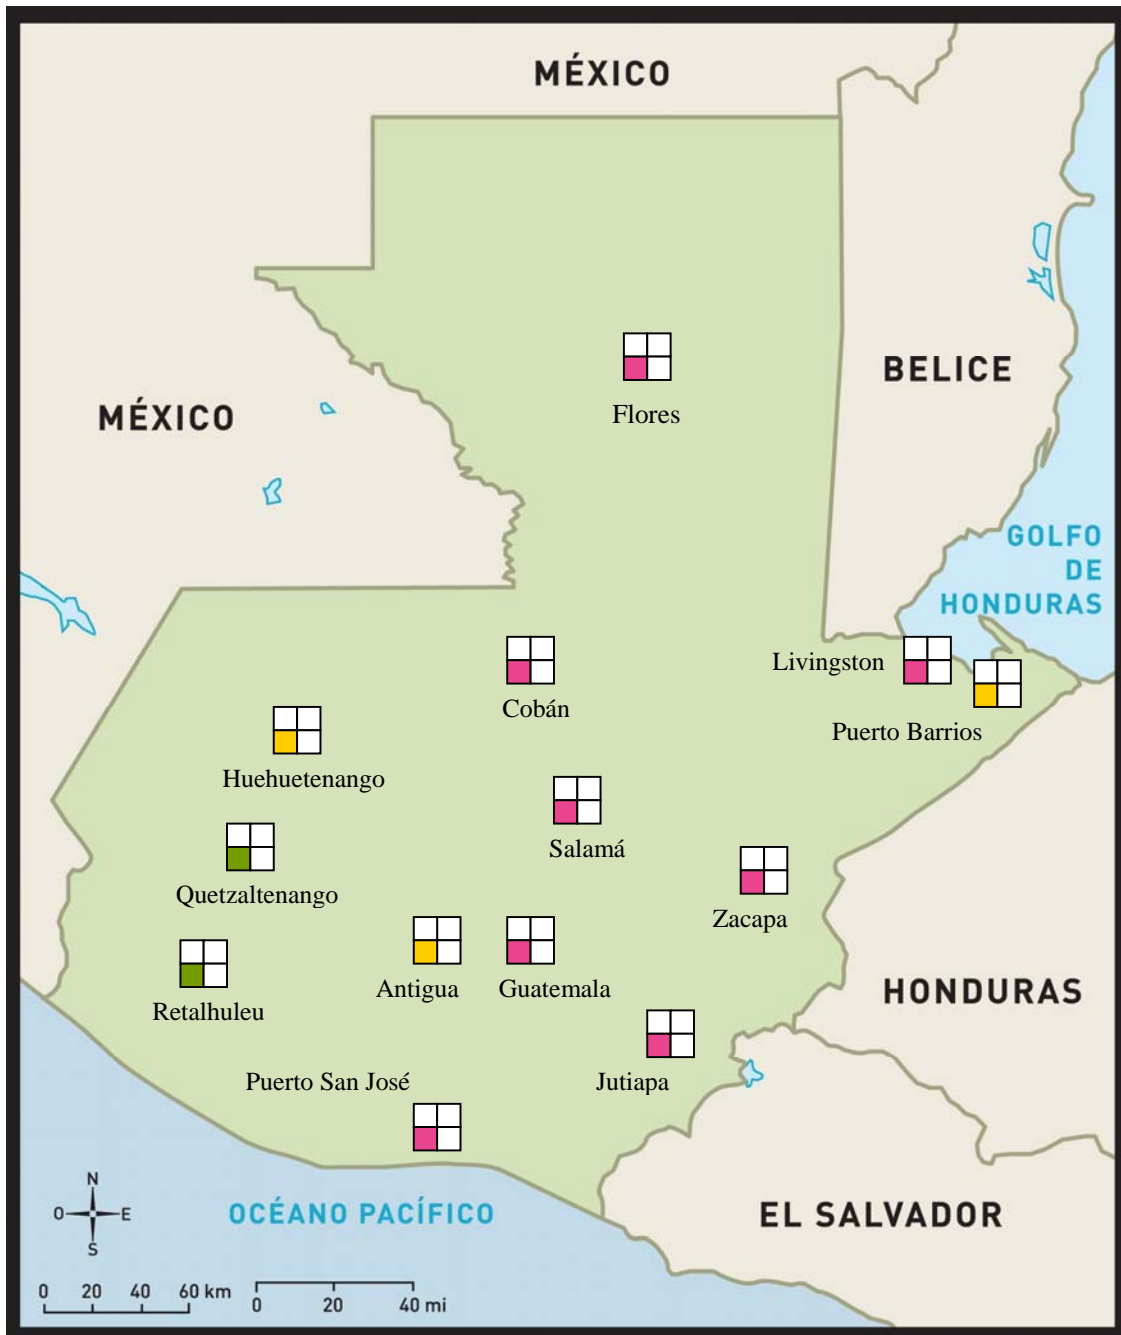 MÉXICO
MÉXICO
BELICE
Flores
GOLFO
DE
HONDURAS
Livingston
Cobán
Puerto Barrios
Huehuetenango
Salamá
Quetzaltenango
Zacapa
Antigua
Guatemala
Retalhuleu
HONDURAS
Puerto San José
Jutiapa
N
O
E
S
OCÉANO PACÍFICO
EL SALVADOR
0 20 40 60 km
0 20 40 mi